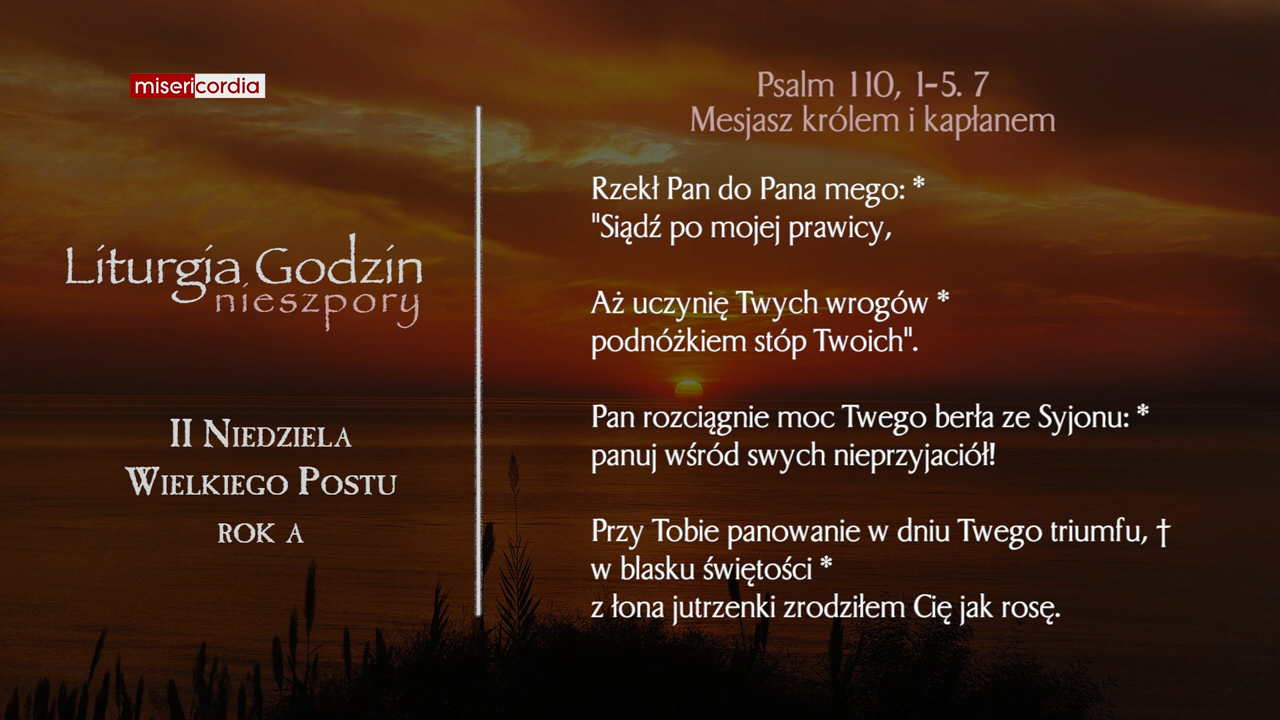 misericordia
Liturgia Godzin
nieszpory
II Niedziela
Wielkiego Postu
rok A
Psalm 110, 1-5. 7
Mesjasz królem i kapłanem
Rzekł Pan do Pana mego: *
"Siądź po mojej prawicy,
Aż uczynię Twych wrogów *
podnóżkiem stóp Twoich".
Pan rozciągnie moc Twego berła ze Syjonu: *
panuj wśród swych nieprzyjaciół!
Przy Tobie panowanie w dniu Twego triumfu, †
w blasku świętości *
z łona jutrzenki zrodziłem Cię jak rosę.